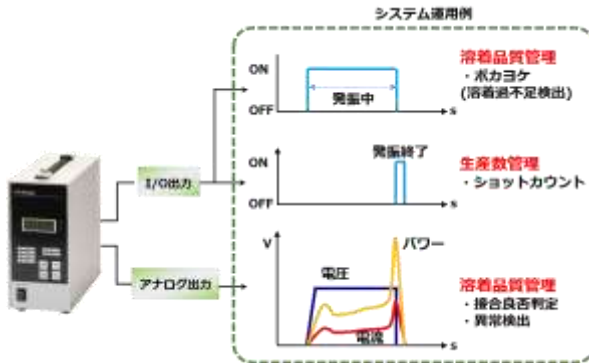 システム運用例
ON
OFF
発振中
s
溶着品質管理
・ポカヨケ
(溶着過不足検出)
I/O出力
ON
OFF
発振終了
s
生産数管理
・ショットカウント
アナログ出力
V
パワー
電圧
電流
s
溶着品質管理
・接合良否判定
・異常検出